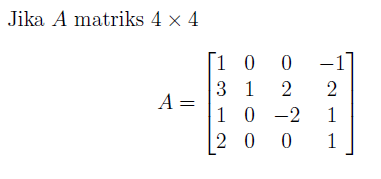 Jika A matriks 4 × 4
A =
1 0 0 −1
3 1 2 2
1 0 −2 1
2 0 0 1